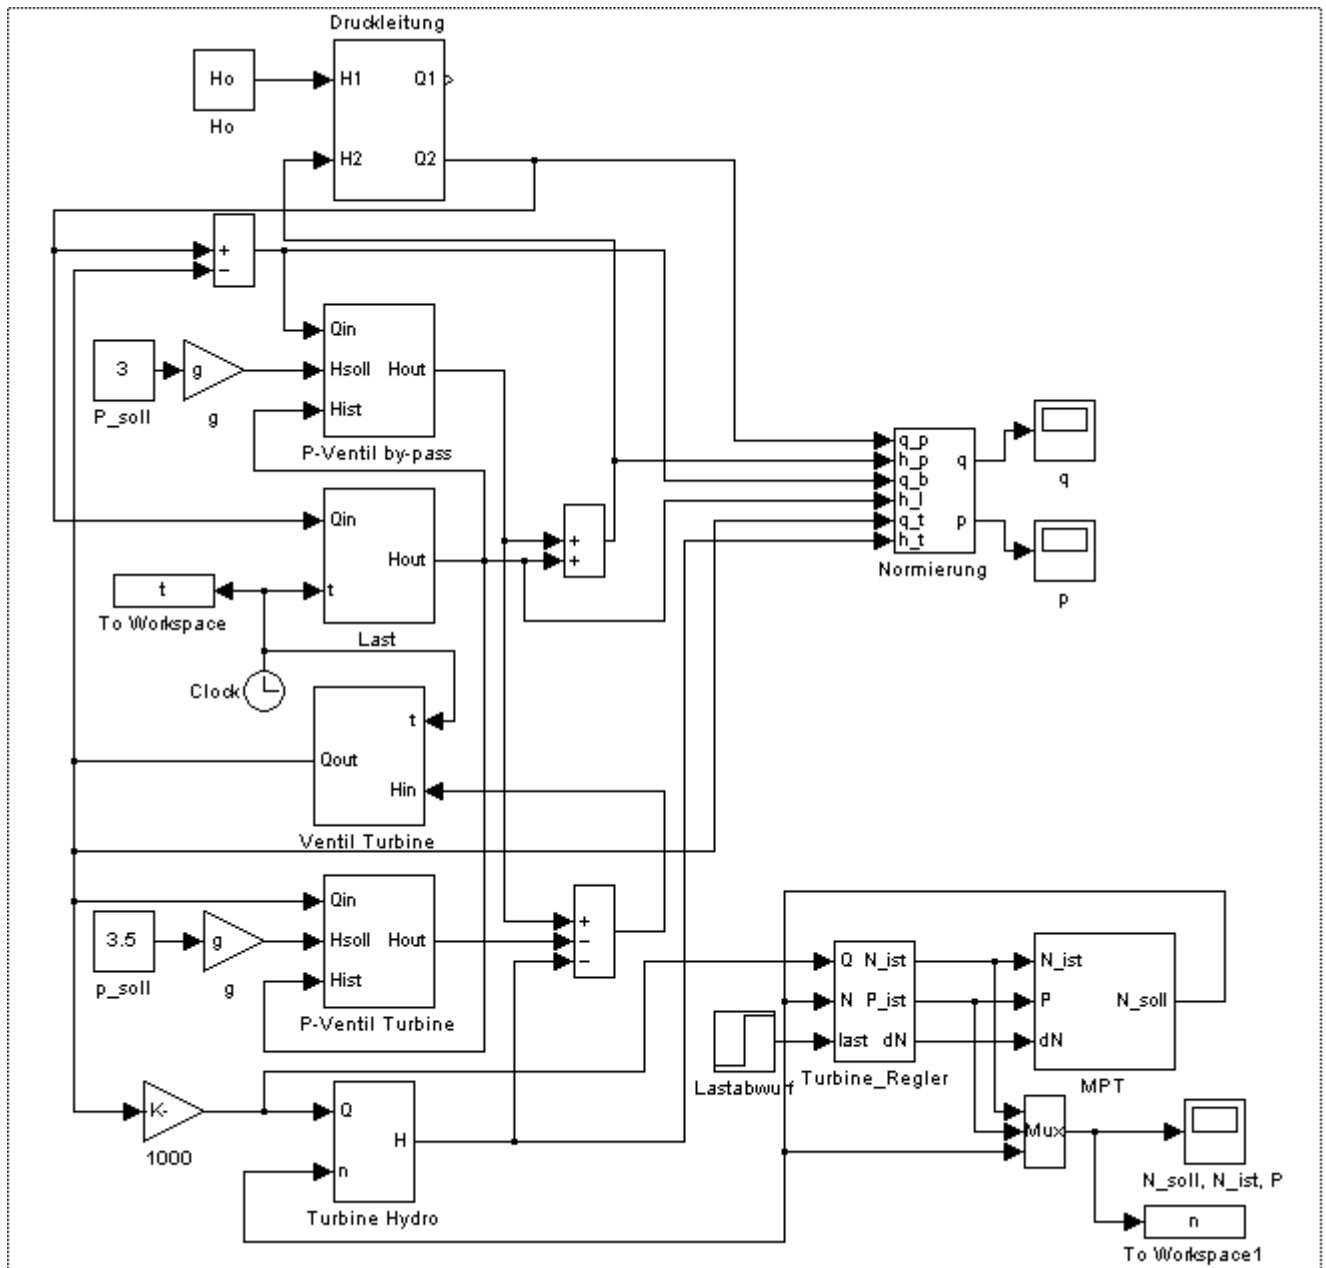 Druckleitung
Ho
H1 Q1
Ho
H2 Q2
+
−
Qin
3
g
Hsoll Hout
P_soll
g
Hist
P-Ventil by-pass
q_p
h_p q
q_b
h_l
q_t p
h_t
Normierung
q
p
Qin
+
+
Hout
t
t
To Workspace
Last
Clock
t
Qout
Hin
Ventil Turbine
Qin
3.5
g
Hsoll Hout
p_soll
g
Hist
P-Ventil Turbine
+
−
−
Q N_ist
N P_ist
last dN
Turbine_Regler
Lastabwurf
N_ist
P N_soll
dN
MPT
K-
1000
Q
H
n
Turbine Hydro
Mux
N_soll, N_ist, P
n
To Workspace1